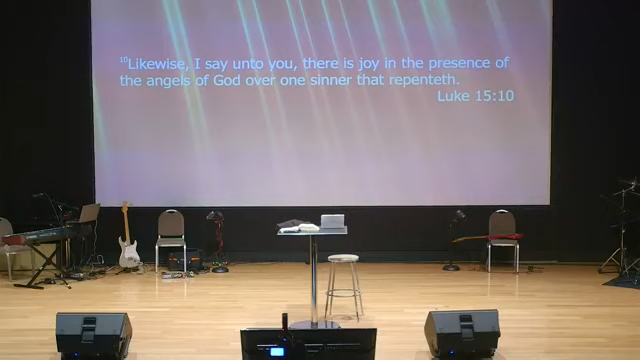 ¹⁰Likewise, I say unto you, there is joy in the presence of
the angels of God over one sinner that repenteth.
Luke 15:10